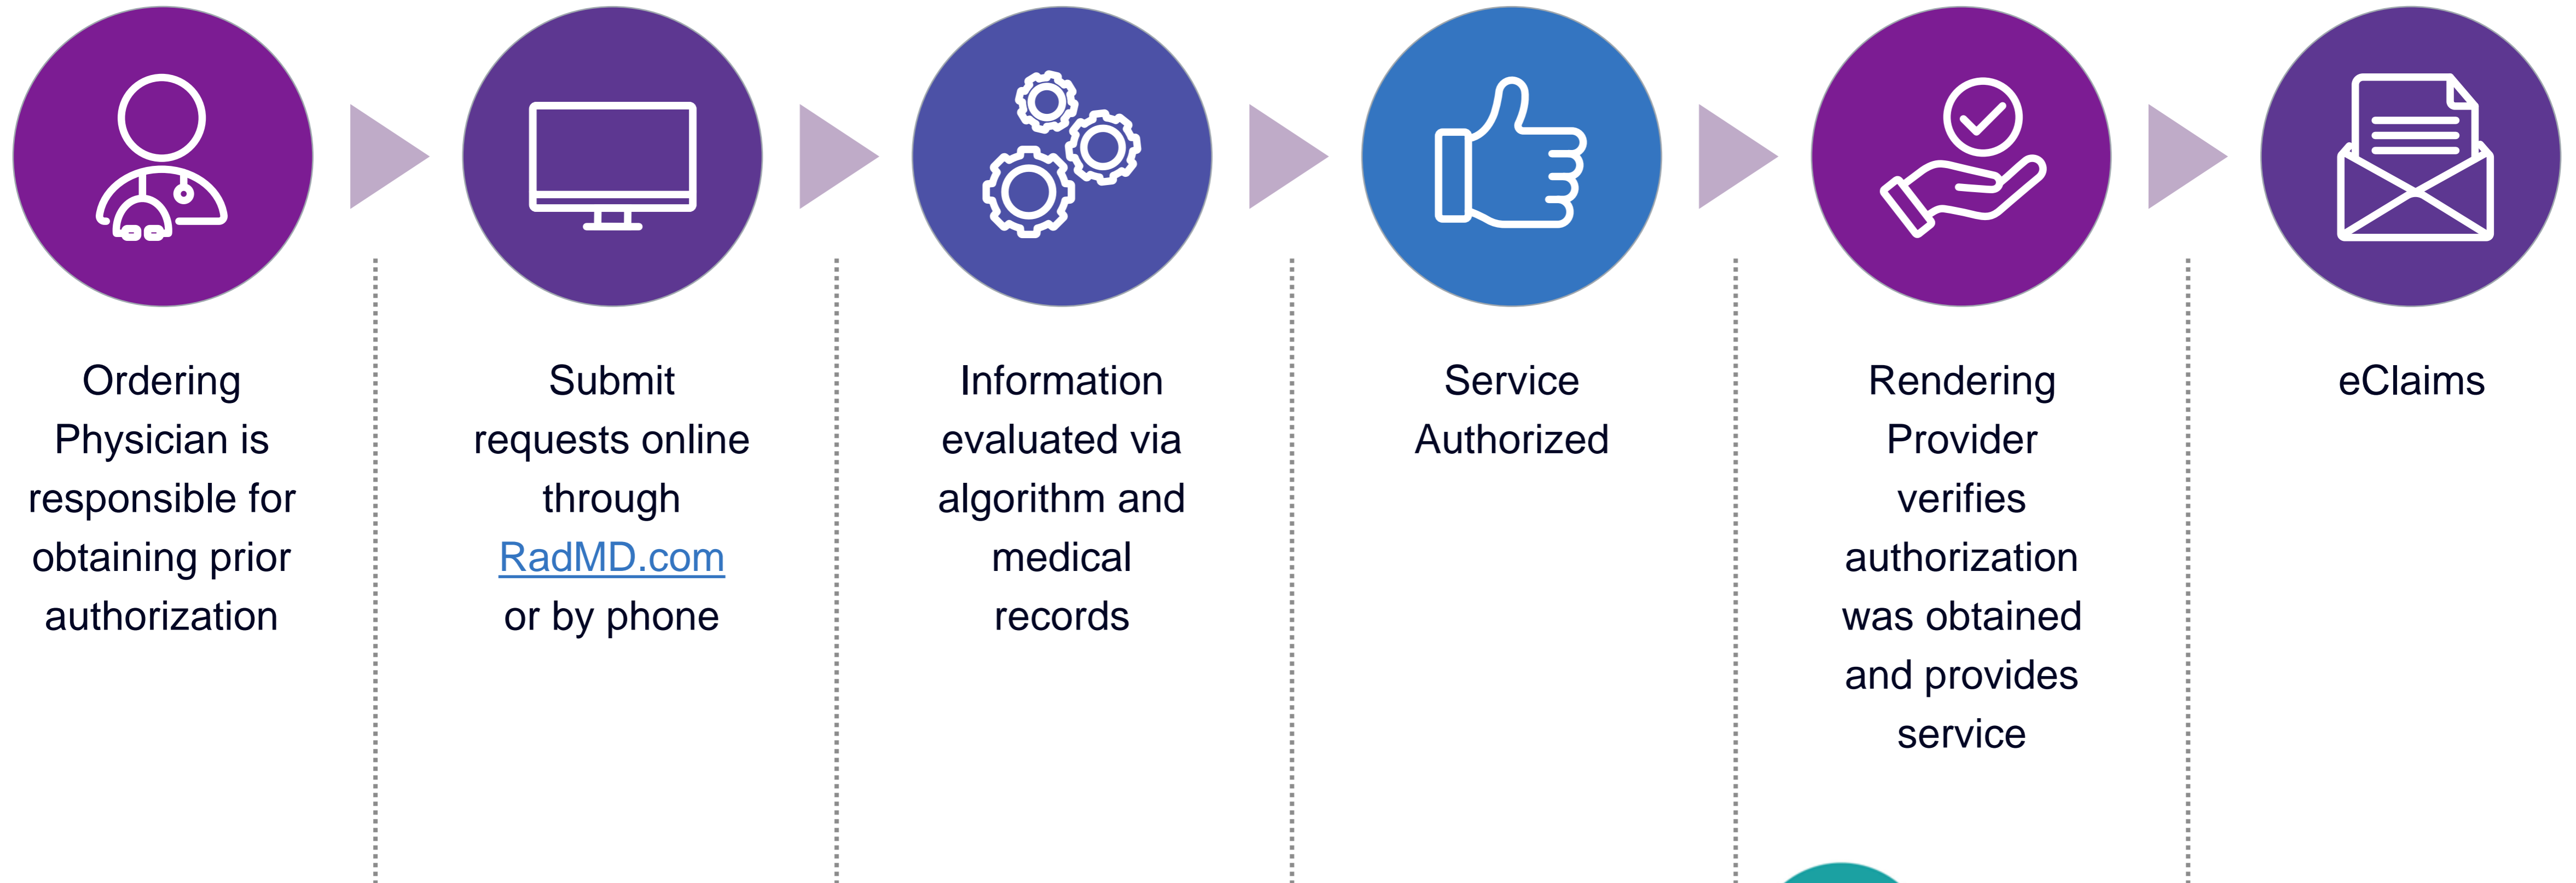 Ordering
Physician is
responsible for
obtaining prior
authorization
Submit
requests online
through
RadMD.com
or by phone
Information
evaluated via
algorithm and
medical
records
Service
Authorized
Rendering
Provider
verifies
authorization
was obtained
and provides
service
eClaims